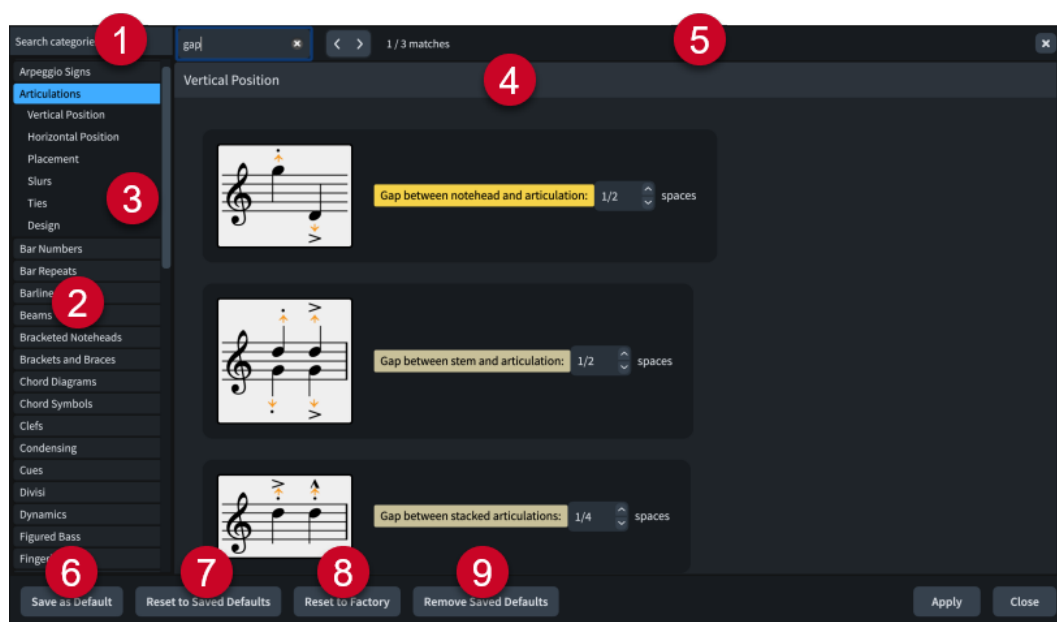 Search categorie
1
gap
1 / 3 matches
5
Arpeggio Signs
Articulations
Vertical Position
Horizontal Position
Placement
Slurs
Ties
Design
3
Bar Numbers
Bar Repeats
Barline
2
Beams
Bracketed Noteheads
Brackets and Braces
Chord Diagrams
Chord Symbols
Clefs
Condensing
Cues
Divisi
Dynamics
Figured Bass
Finger
Vertical Position
4
Gap between notehead and articulation: 1/2 spaces
Gap between stem and articulation: 1/2 spaces
Gap between stacked articulations: 1/4 spaces
6
7
8
9
Save as Default
Reset to Saved Defaults
Reset to Factory
Remove Saved Defaults
Apply
Close